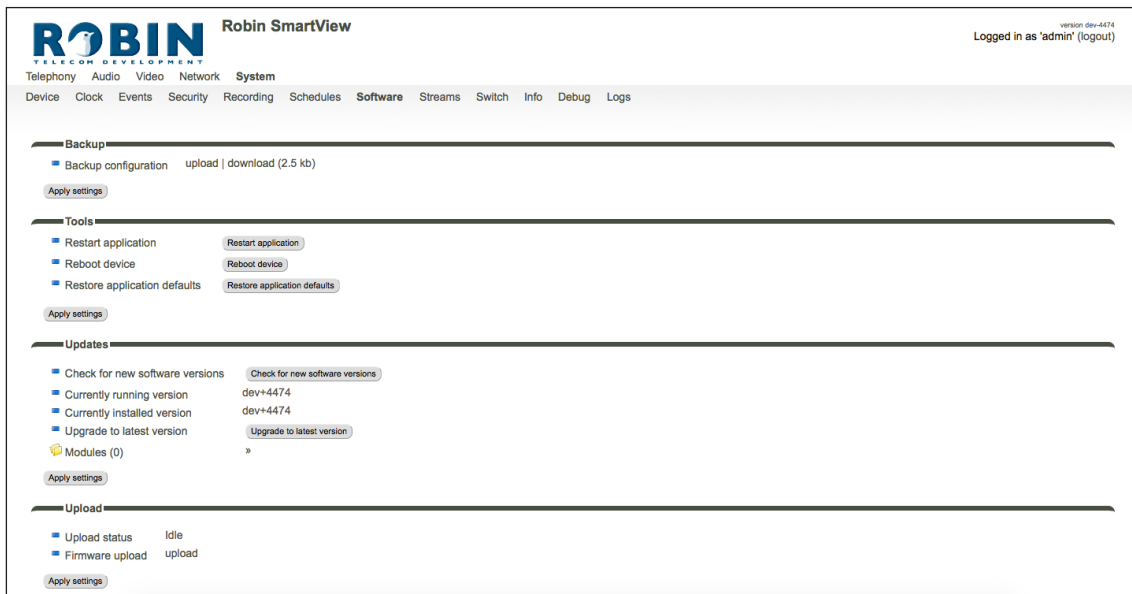 ROBIN
TELECOM DEVELOPMENT
Robin SmartView
version dev-4474
Logged in as 'admin' (logout)
Telephony Audio Video Network System
Device Clock Events Security Recording Schedules Software Streams Switch Info Debug Logs
Backup
Backup configuration upload | download (2.5 kb)
Apply settings
Tools
Restart application Restart application
Reboot device Reboot device
Restore application defaults Restore application defaults
Apply settings
Updates
Check for new software versions Check for new software versions
Currently running version dev+4474
Currently installed version dev+4474
Upgrade to latest version Upgrade to latest version
Modules (0) »
Apply settings
Upload
Upload status Idle
Firmware upload upload
Apply settings